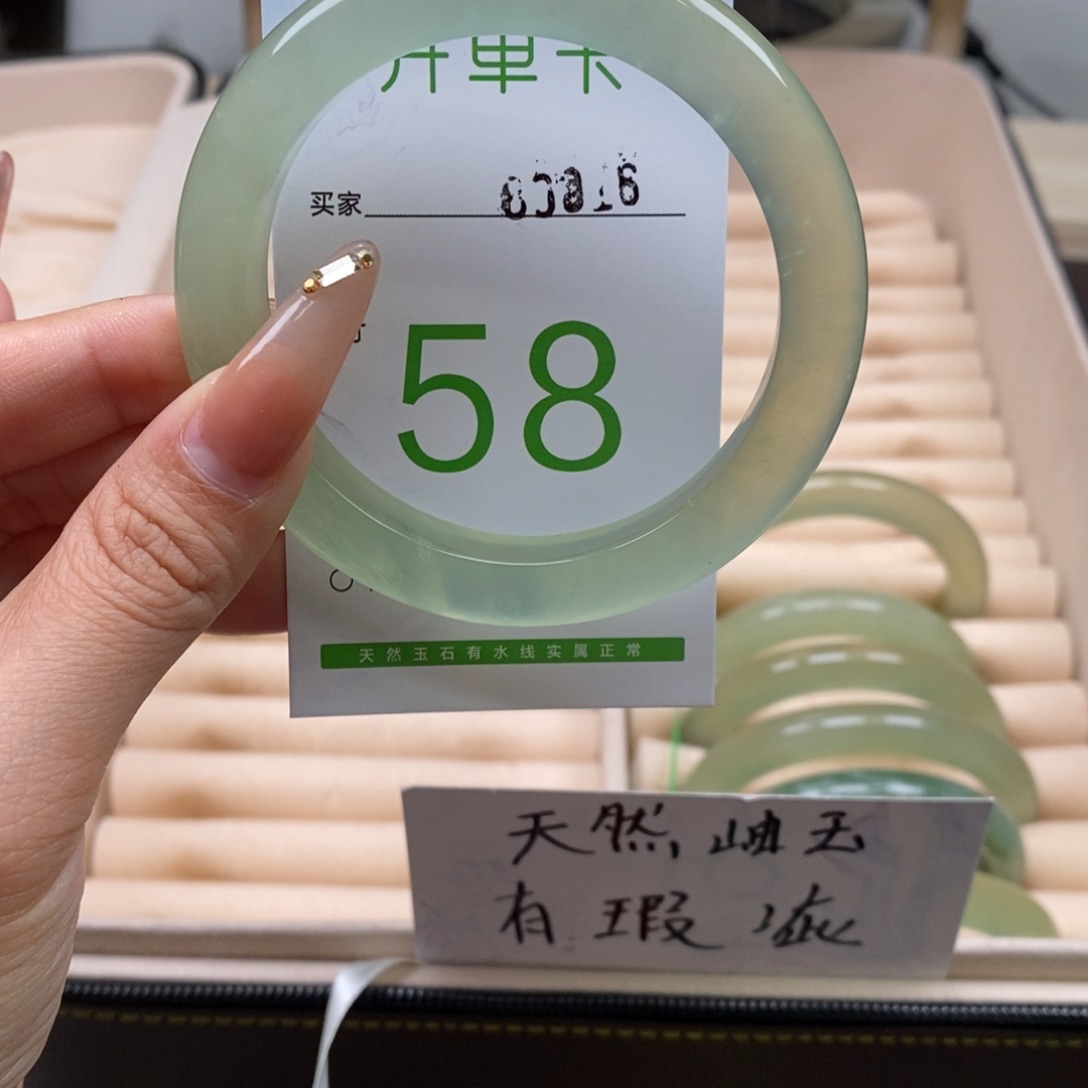 开单卡
买家
58
天然玉石有水线实属正常
天然岫玉
有瑕疵